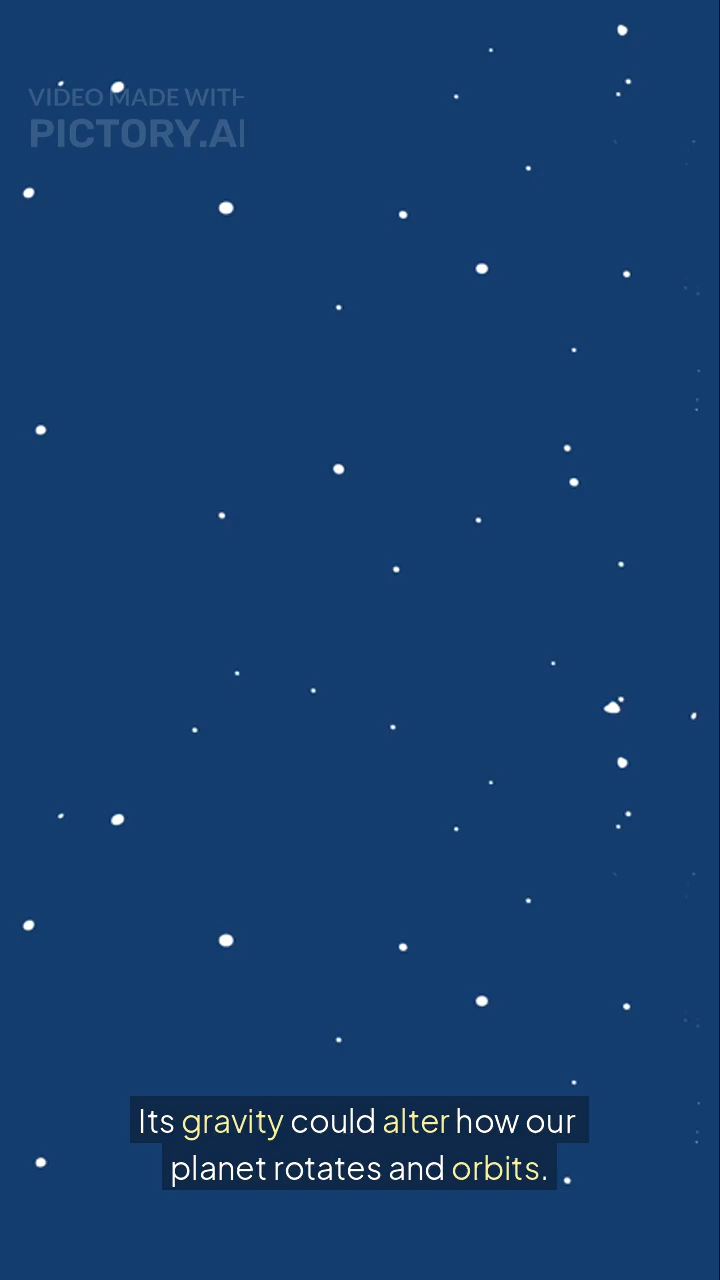 VIDEO MADE WITH
PICTORY.AI
Its gravity could alter how our
planet rotates and orbits.